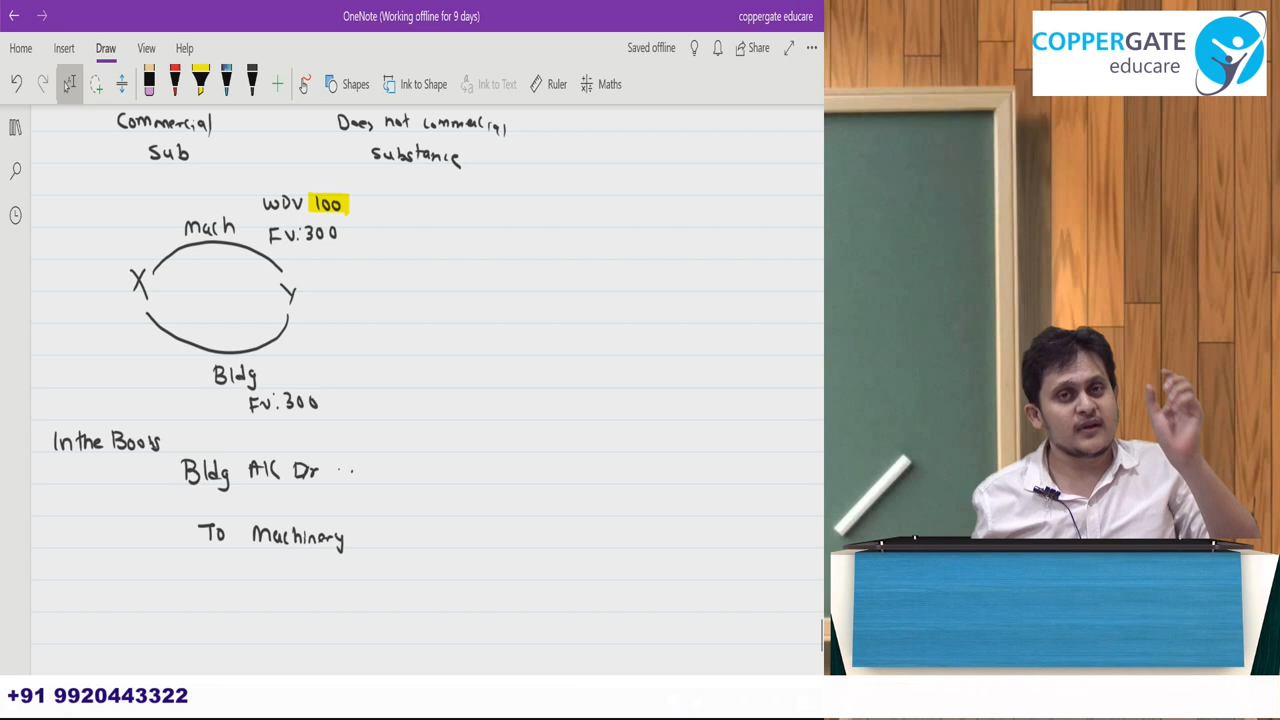 OneNote (Working offline for 9 days)
coppergate educare
Home Insert Draw View Help
Saved offline Share
Shapes Ink to Shape Ink to Text Ruler Maths
COPPERGATE
educare
Commercial Does not commercial
Sub substance
WDV 100
Mach FV: 300
X Y
Bldg
FV: 300
In the Books
Bldg A/C Dr ..
To Machinery
+91 9920443322